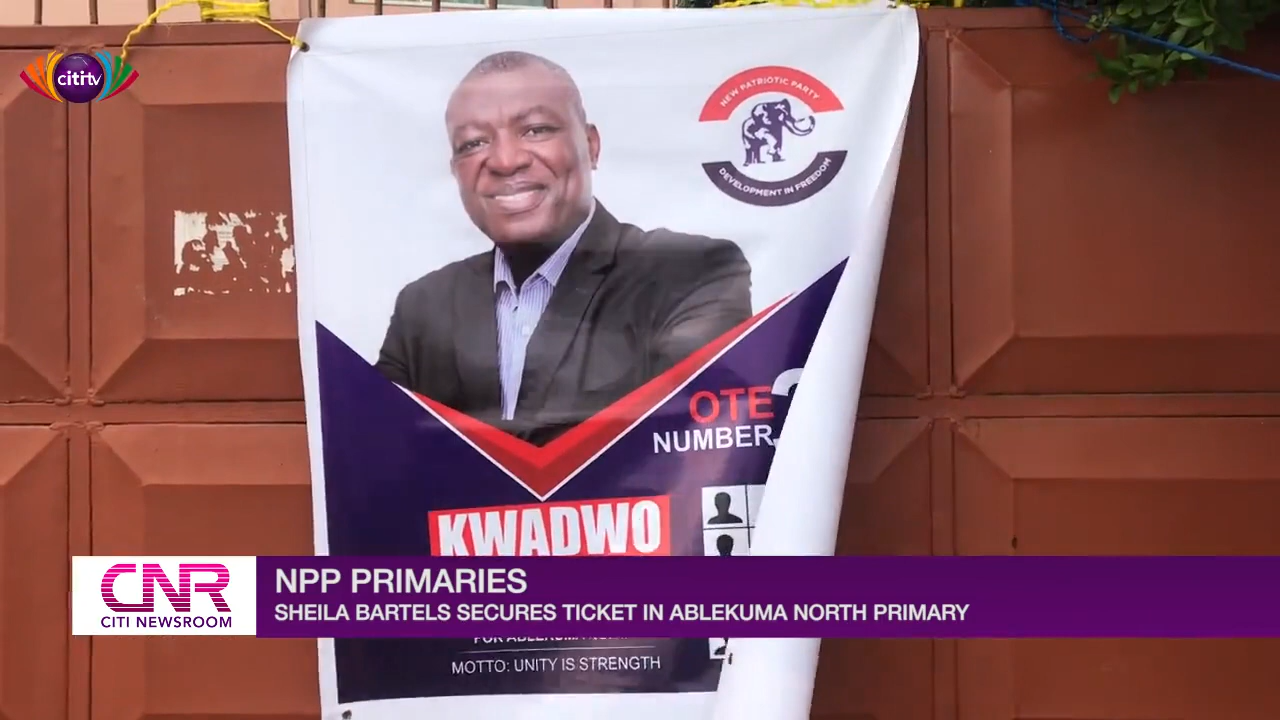 citi tv
NEW PATRIOTIC PARTY
DEVELOPMENT IN FREEDOM
OTE
NUMBER
KWADWO
CNR
CITI NEWSROOM
NPP PRIMARIES
SHEILA BARTELS SECURES TICKET IN ABLEKUMA NORTH PRIMARY
MOTTO: UNITY IS STRENGTH